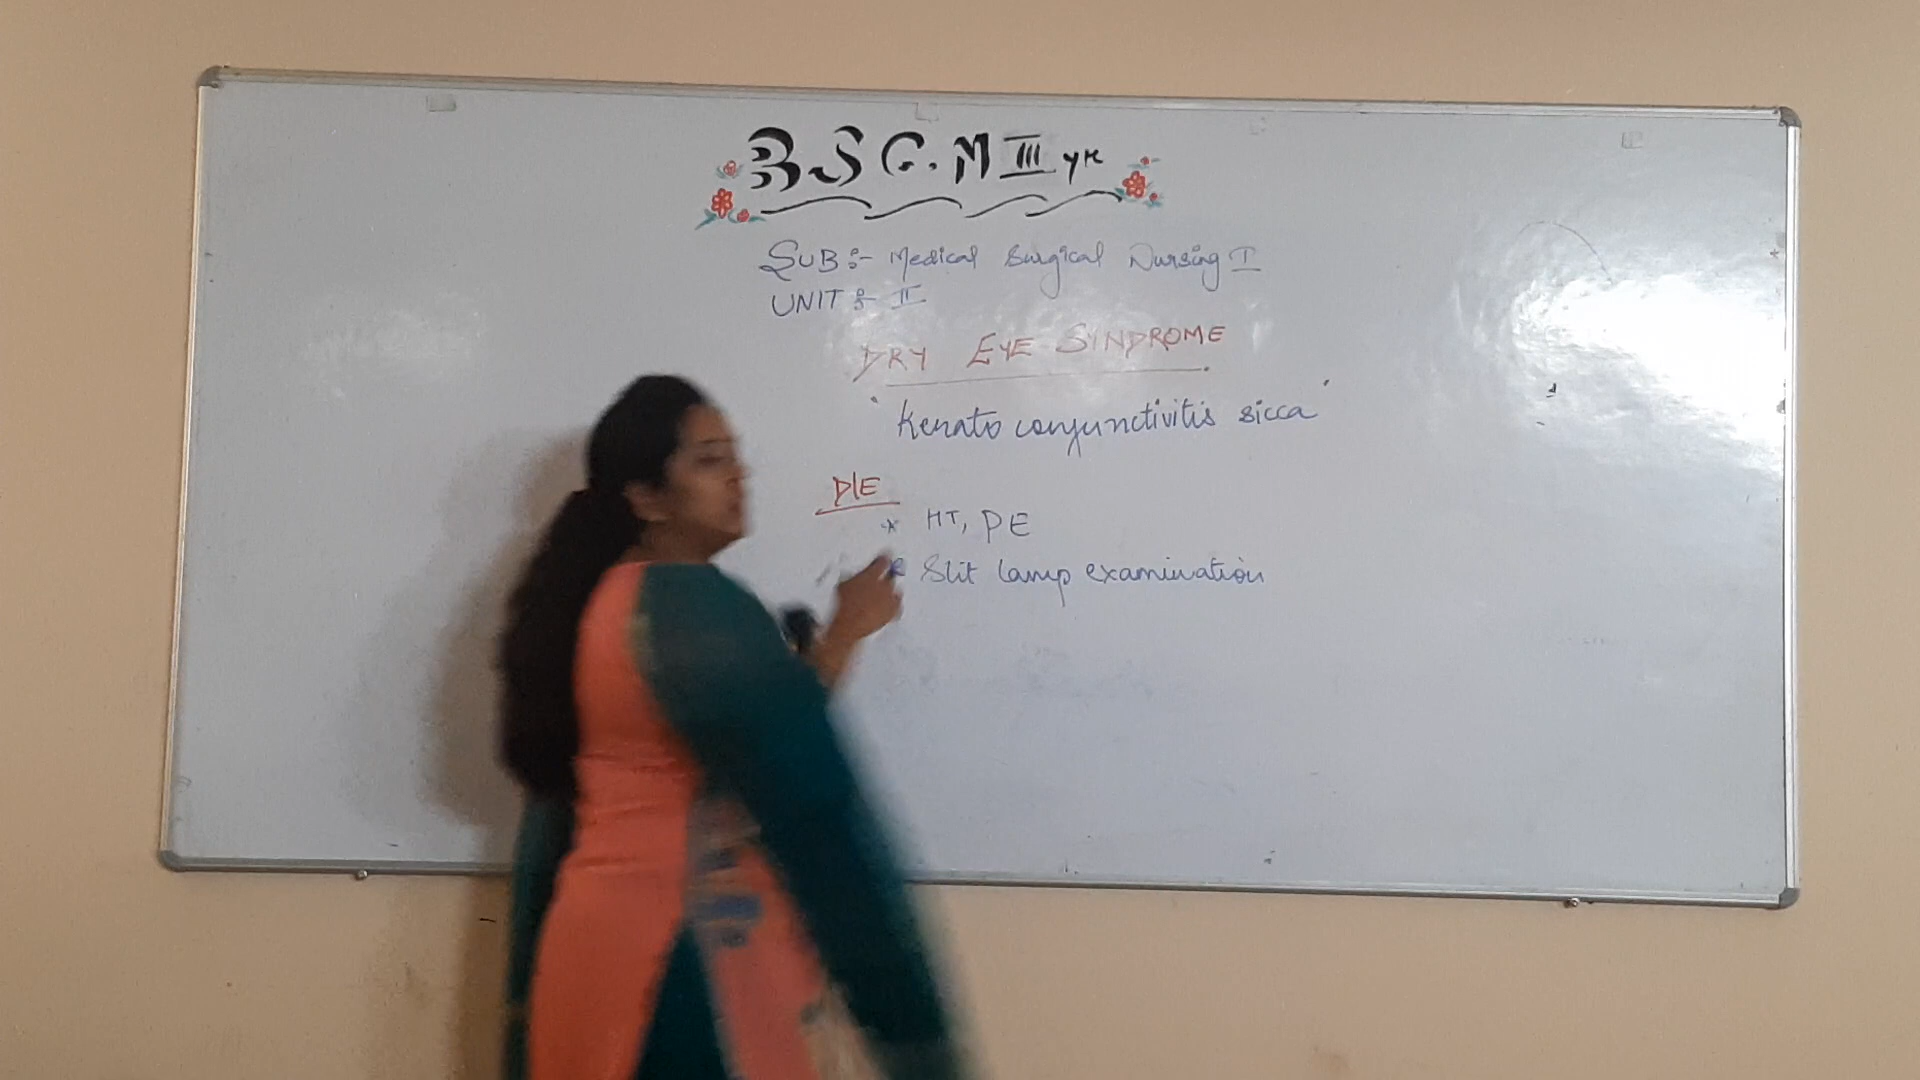 BSC.N III yr
SUB:- Medical Surgical Nursing I
UNIT:- II
DRY EYE SYNDROME
"Kerato conjunctivitis sicca"
D/E
* HT, PE
* Slit lamp examination